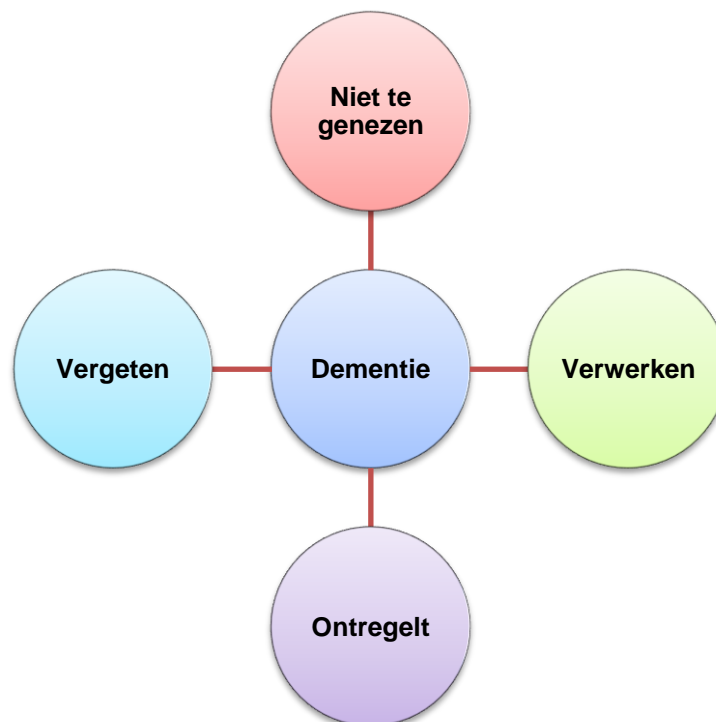 Niet te
genezen
Vergeten
Dementie
Verwerken
Ontregelt